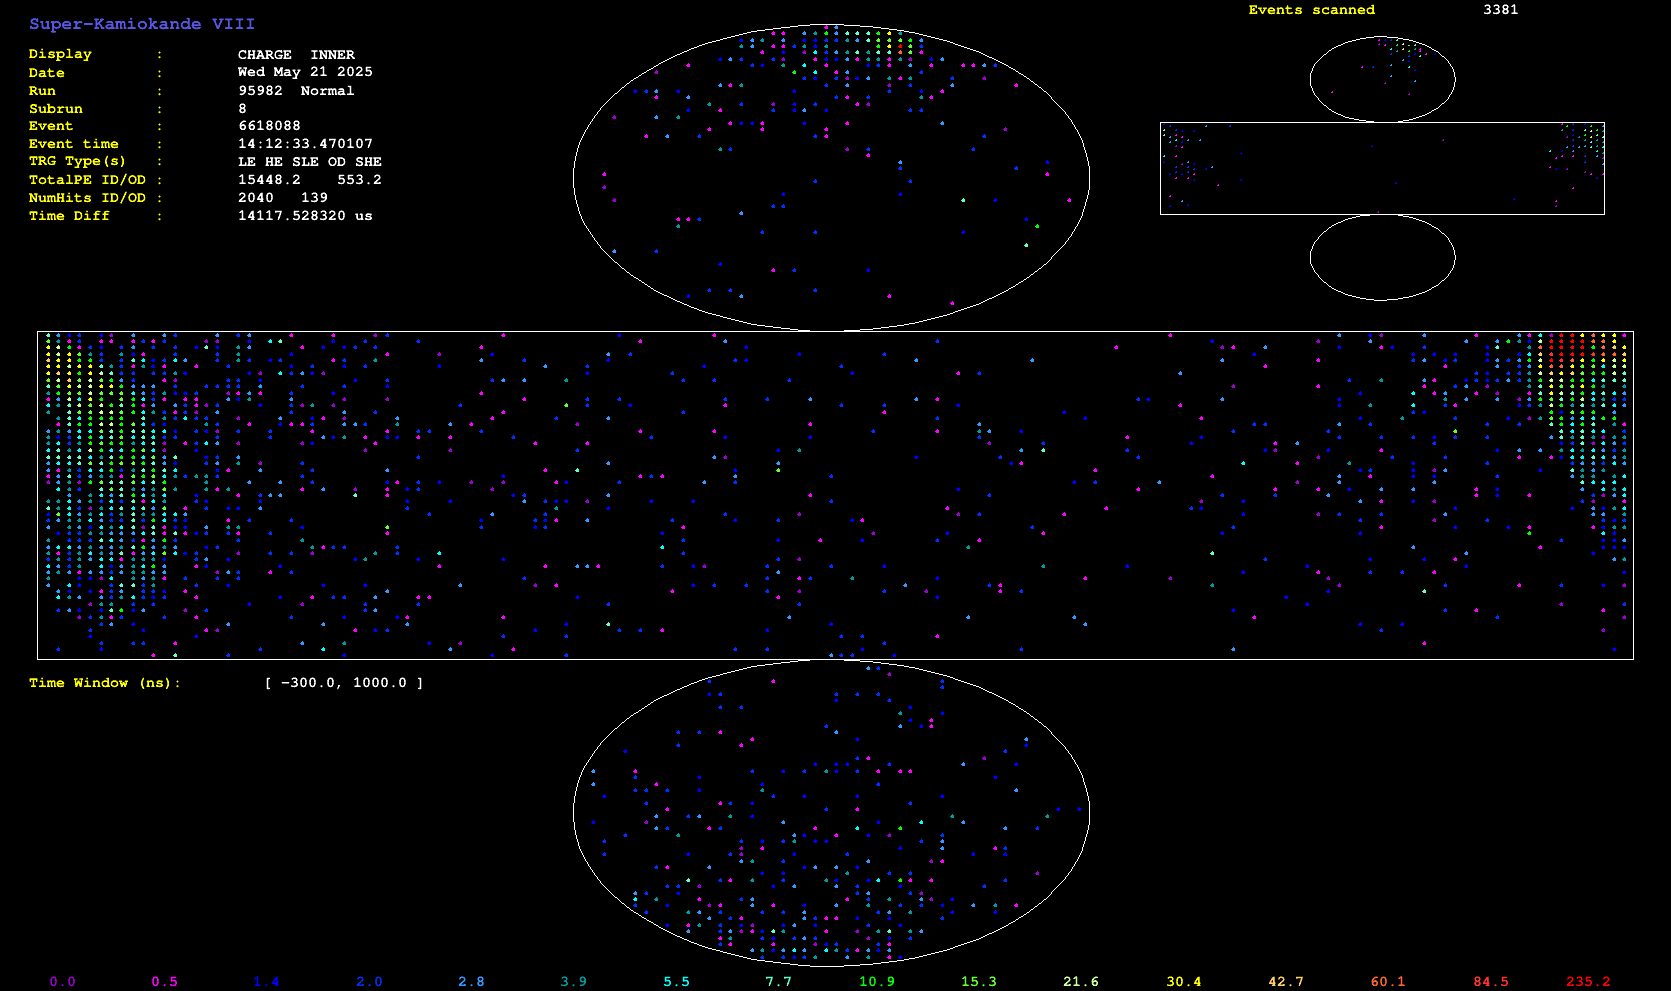 Super-Kamiokande VIII
Events scanned 3381
Display : CHARGE INNER
Date : Wed May 21 2025
Run : 95982 Normal
Subrun : 8
Event : 6618088
Event time : 14:12:33.470107
TRG Type(s) : LE HE SLE OD SHE
TotalPE ID/OD : 15448.2 553.2
NumHits ID/OD : 2040 139
Time Diff : 14117.528320 us
Time Window (ns): [ -300.0, 1000.0 ]
0.0 0.5 1.4 2.0 2.8 3.9 5.5 7.7 10.9 15.3 21.6 30.4 42.7 60.1 84.5 235.2